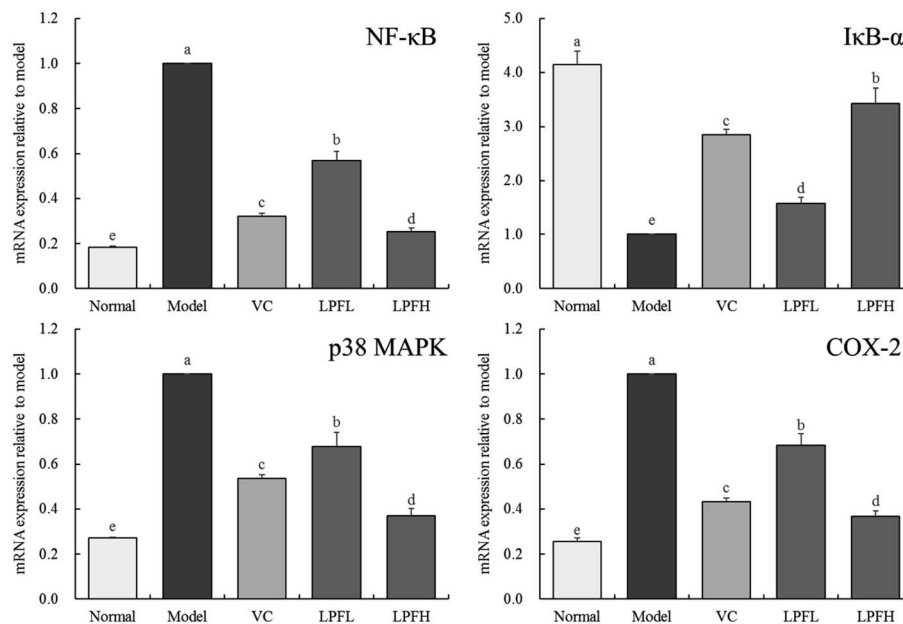 NF-κB
mRNA expression relative to model
1.2
1.0
0.8
0.6
0.4
0.2
0.0
e
a
c
b
d
Normal Model VC LPFL LPFH
IκB-α
mRNA expression relative to model
5.0
4.0
3.0
2.0
1.0
0.0
a
e
c
d
b
Normal Model VC LPFL LPFH
p38 MAPK
mRNA expression relative to model
1.2
1.0
0.8
0.6
0.4
0.2
0.0
e
a
c
b
d
Normal Model VC LPFL LPFH
COX-2
mRNA expression relative to model
1.2
1.0
0.8
0.6
0.4
0.2
0.0
e
a
c
b
d
Normal Model VC LPFL LPFH